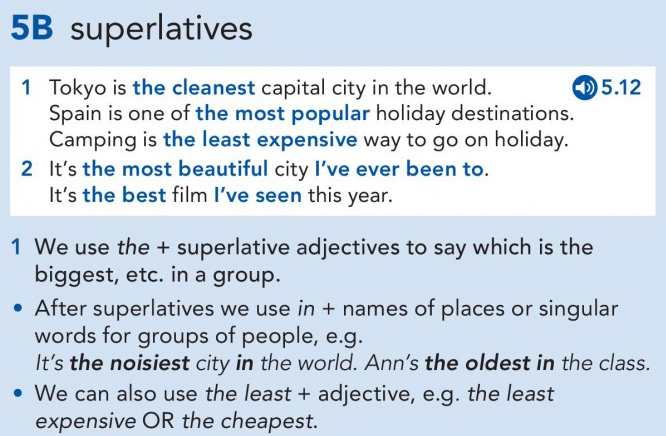 5B superlatives
1 Tokyo is the cleanest capital city in the world. 5.12
Spain is one of the most popular holiday destinations.
Camping is the least expensive way to go on holiday.
2 It's the most beautiful city I've ever been to.
It's the best film I've seen this year.
1 We use the + superlative adjectives to say which is the
biggest, etc. in a group.
• After superlatives we use in + names of places or singular
words for groups of people, e.g.
It's the noisiest city in the world. Ann's the oldest in the class.
• We can also use the least + adjective, e.g. the least
expensive OR the cheapest.